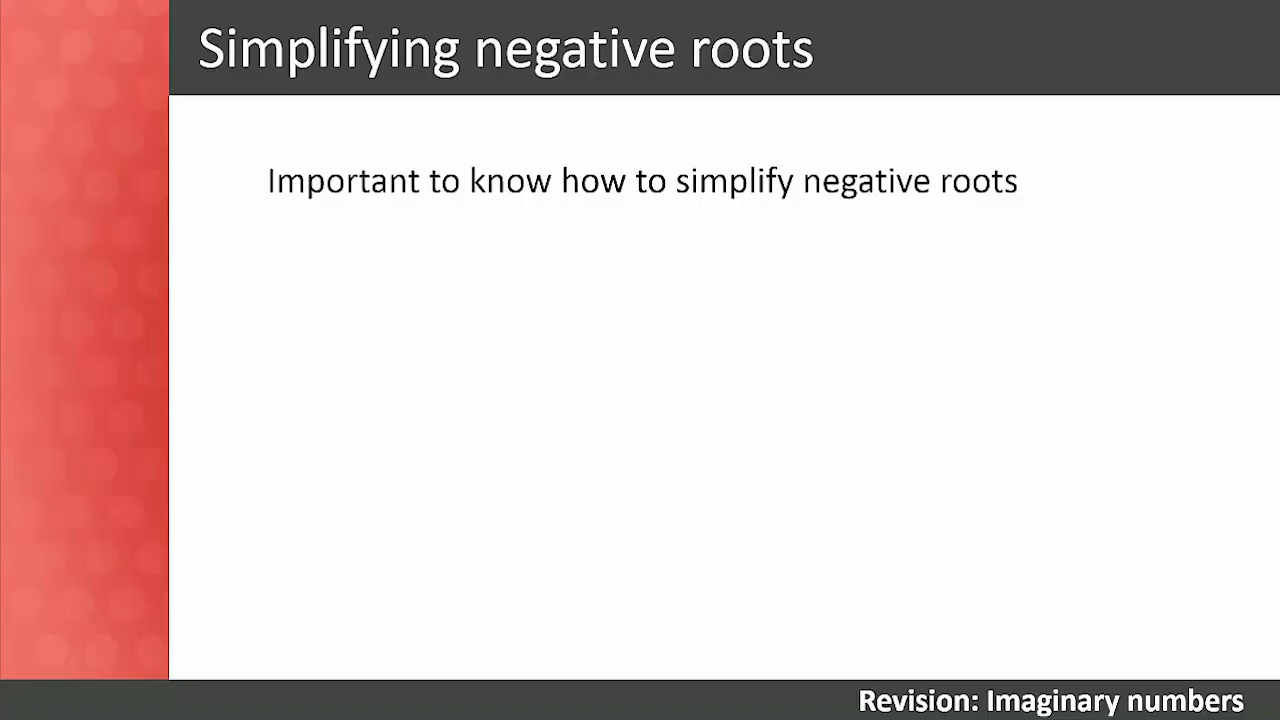 Simplifying negative roots
Important to know how to simplify negative roots
Revision: Imaginary numbers